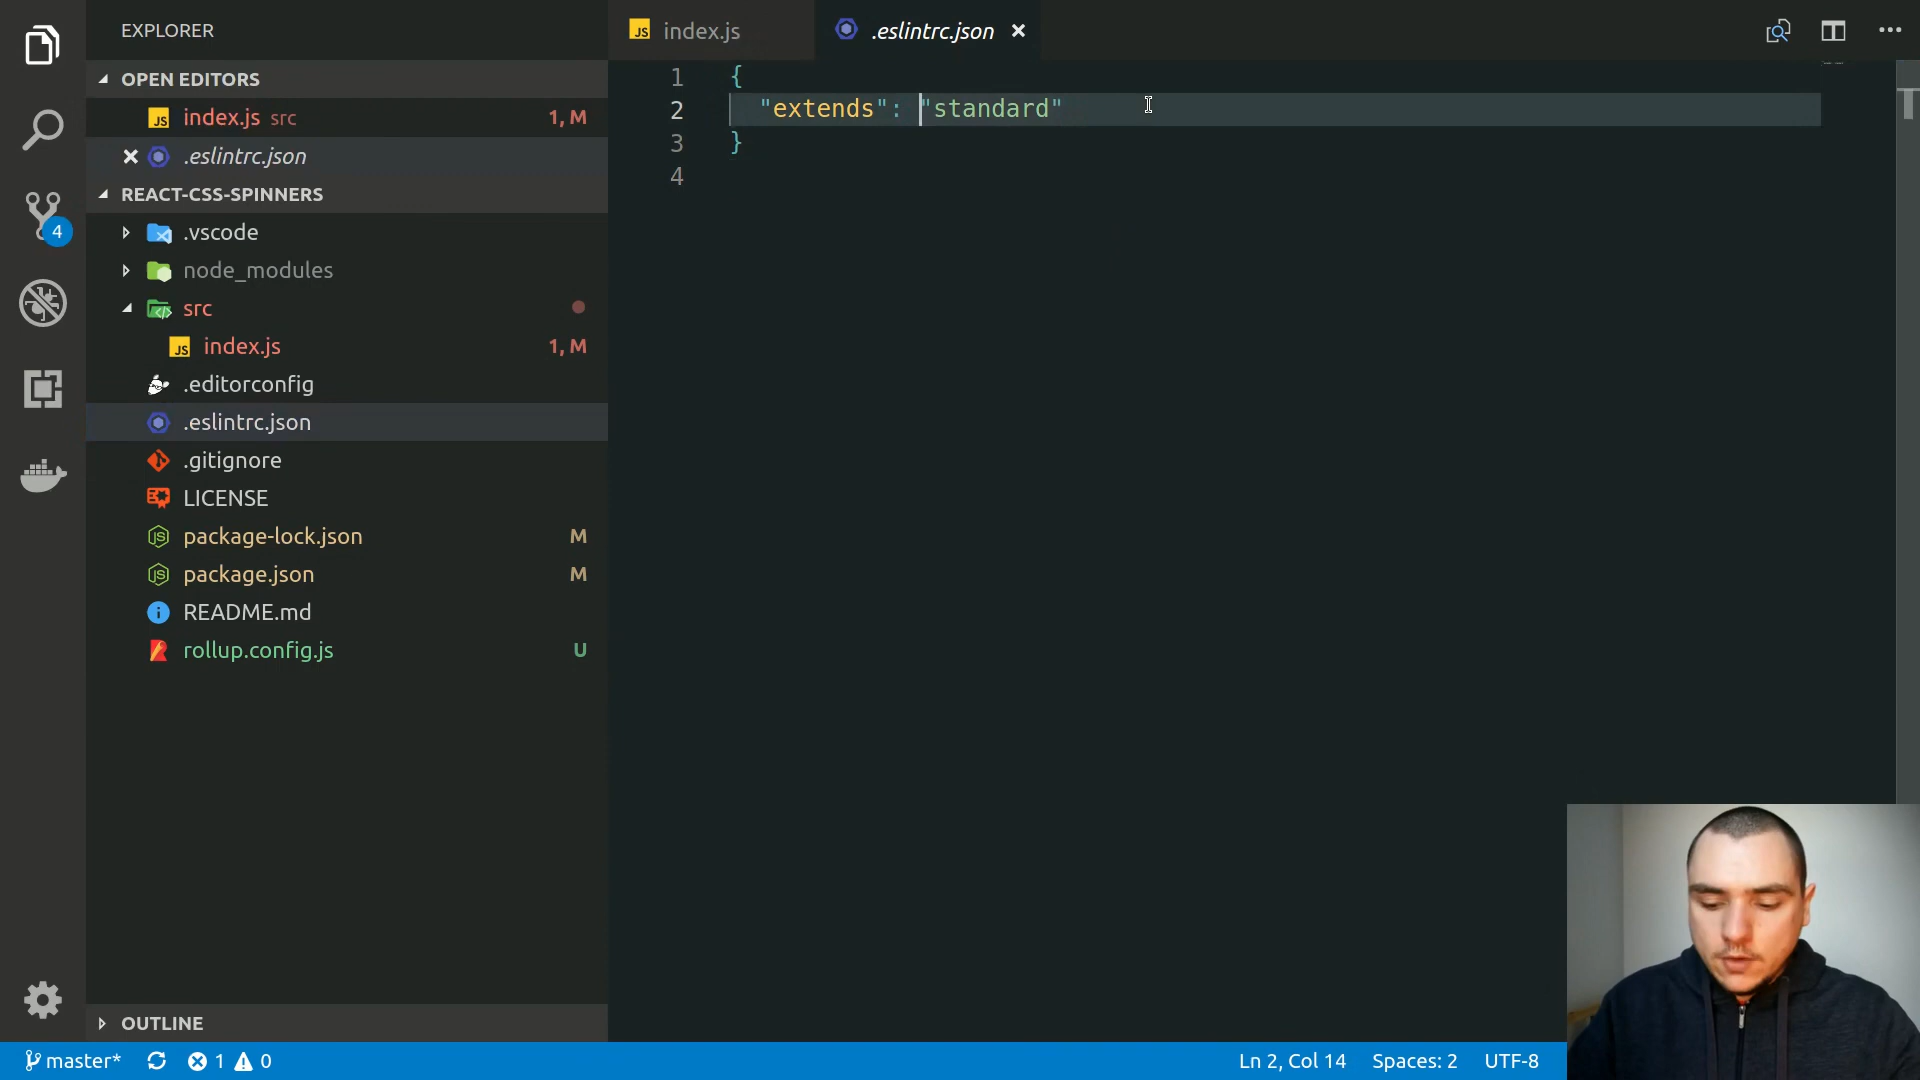 EXPLORER
OPEN EDITORS
JS index.js src 1, M
.eslintrc.json
REACT-CSS-SPINNERS
.vscode
node_modules
src
JS index.js 1, M
.editorconfig
.eslintrc.json
.gitignore
LICENSE
package-lock.json M
package.json M
README.md
rollup.config.js U
OUTLINE
4
JS index.js
.eslintrc.json
1 {
2 "extends": "standard"
3 }
4
master* 1 0
Ln 2, Col 14 Spaces: 2 UTF-8